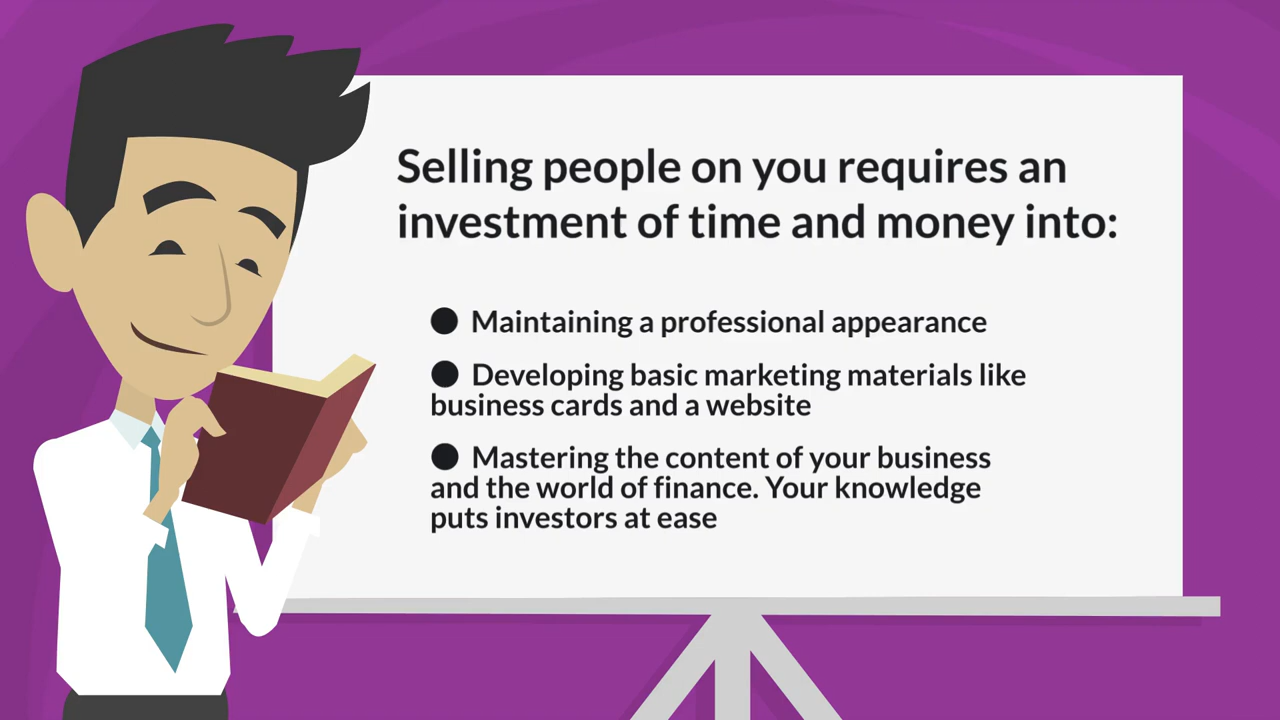 Selling people on you requires an
investment of time and money into:
● Maintaining a professional appearance
● Developing basic marketing materials like
business cards and a website
● Mastering the content of your business
and the world of finance. Your knowledge
puts investors at ease